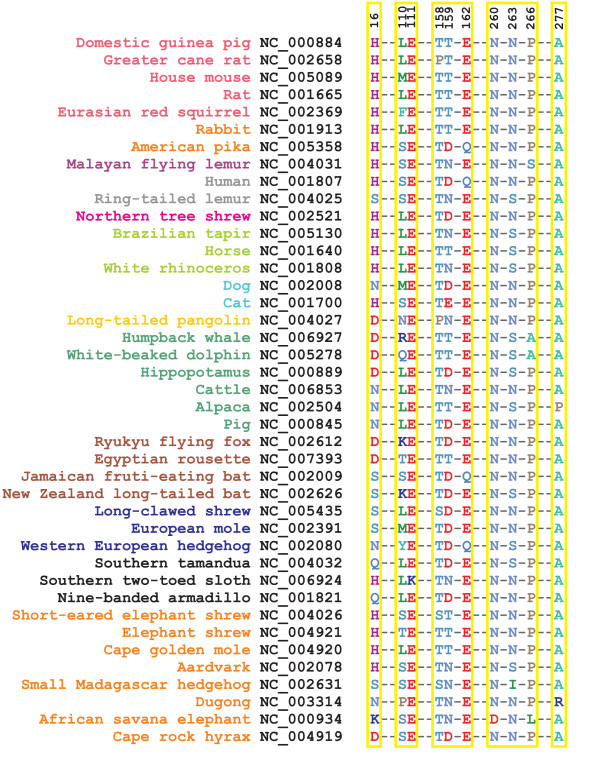 16 110 111 158 159 162 260 263 266 277
Domestic guinea pig NC_000884 H--LE--TT-E--N-N-P--A
Greater cane rat NC_002658 H--LE--PT-E--N-N-P--A
House mouse NC_005089 H--ME--TT-E--N-N-P--A
Rat NC_001665 H--LE--TT-E--N-N-P--A
Eurasian red squirrel NC_002369 H--FE--TT-E--N-N-P--A
Rabbit NC_001913 H--LE--TT-E--N-N-P--A
American pika NC_005358 H--SE--TD-Q--N-N-P--A
Malayan flying lemur NC_004031 H--SE--TN-E--N-N-S--A
Human NC_001807 H--SE--TD-Q--N-N-P--A
Ring-tailed lemur NC_004025 S--SE--TN-E--N-S-P--A
Northern tree shrew NC_002521 H--LE--TD-E--N-N-P--A
Brazilian tapir NC_005130 H--LE--TN-E--N-S-P--A
Horse NC_001640 H--LE--TT-E--N-S-P--A
White rhinoceros NC_001808 H--LE--TN-E--N-S-P--A
Dog NC_002008 N--ME--TD-E--N-N-P--A
Cat NC_001700 H--SE--TE-E--N-N-P--A
Long-tailed pangolin NC_004027 D--NE--PN-E--N-N-P--A
Humpback whale NC_006927 D--RE--TT-E--N-S-A--A
White-beaked dolphin NC_005278 D--QE--TT-E--N-S-A--A
Hippopotamus NC_000889 D--LE--TD-E--N-S-P--A
Cattle NC_006853 N--LE--TN-E--N-S-P--A
Alpaca NC_002504 N--LE--TT-E--N-S-P--P
Pig NC_000845 N--LE--TD-E--N-N-P--A
Ryukyu flying fox NC_002612 D--KE--TD-E--N-N-P--A
Egyptian rousette NC_007393 D--TE--TT-E--N-N-P--A
Jamaican fruti-eating bat NC_002009 S--SE--TD-Q--N-N-P--A
New Zealand long-tailed bat NC_002626 S--KE--TD-E--N-S-P--A
Long-clawed shrew NC_005435 S--LE--SD-E--N-N-P--A
European mole NC_002391 S--ME--TD-E--N-N-P--A
Western European hedgehog NC_002080 N--YE--TD-Q--N-S-P--A
Southern tamandua NC_004032 Q--LE--TD-E--N-S-P--A
Southern two-toed sloth NC_006924 H--LK--TN-E--N-N-P--A
Nine-banded armadillo NC_001821 Q--LE--TD-E--N-N-P--A
Short-eared elephant shrew NC_004026 H--SE--ST-E--N-N-P--A
Elephant shrew NC_004921 H--TE--TT-E--N-N-P--A
Cape golden mole NC_004920 H--LE--TT-E--N-N-P--A
Aardvark NC_002078 H--SE--TN-E--N-S-P--A
Small Madagascar hedgehog NC_002631 S--SE--SN-E--N-I-P--A
Dugong NC_003314 N--PE--TN-E--N-N-P--R
African savana elephant NC_000934 K--SE--TN-E--D-N-L--A
Cape rock hyrax NC_004919 D--SE--TN-E--N-N-P--A